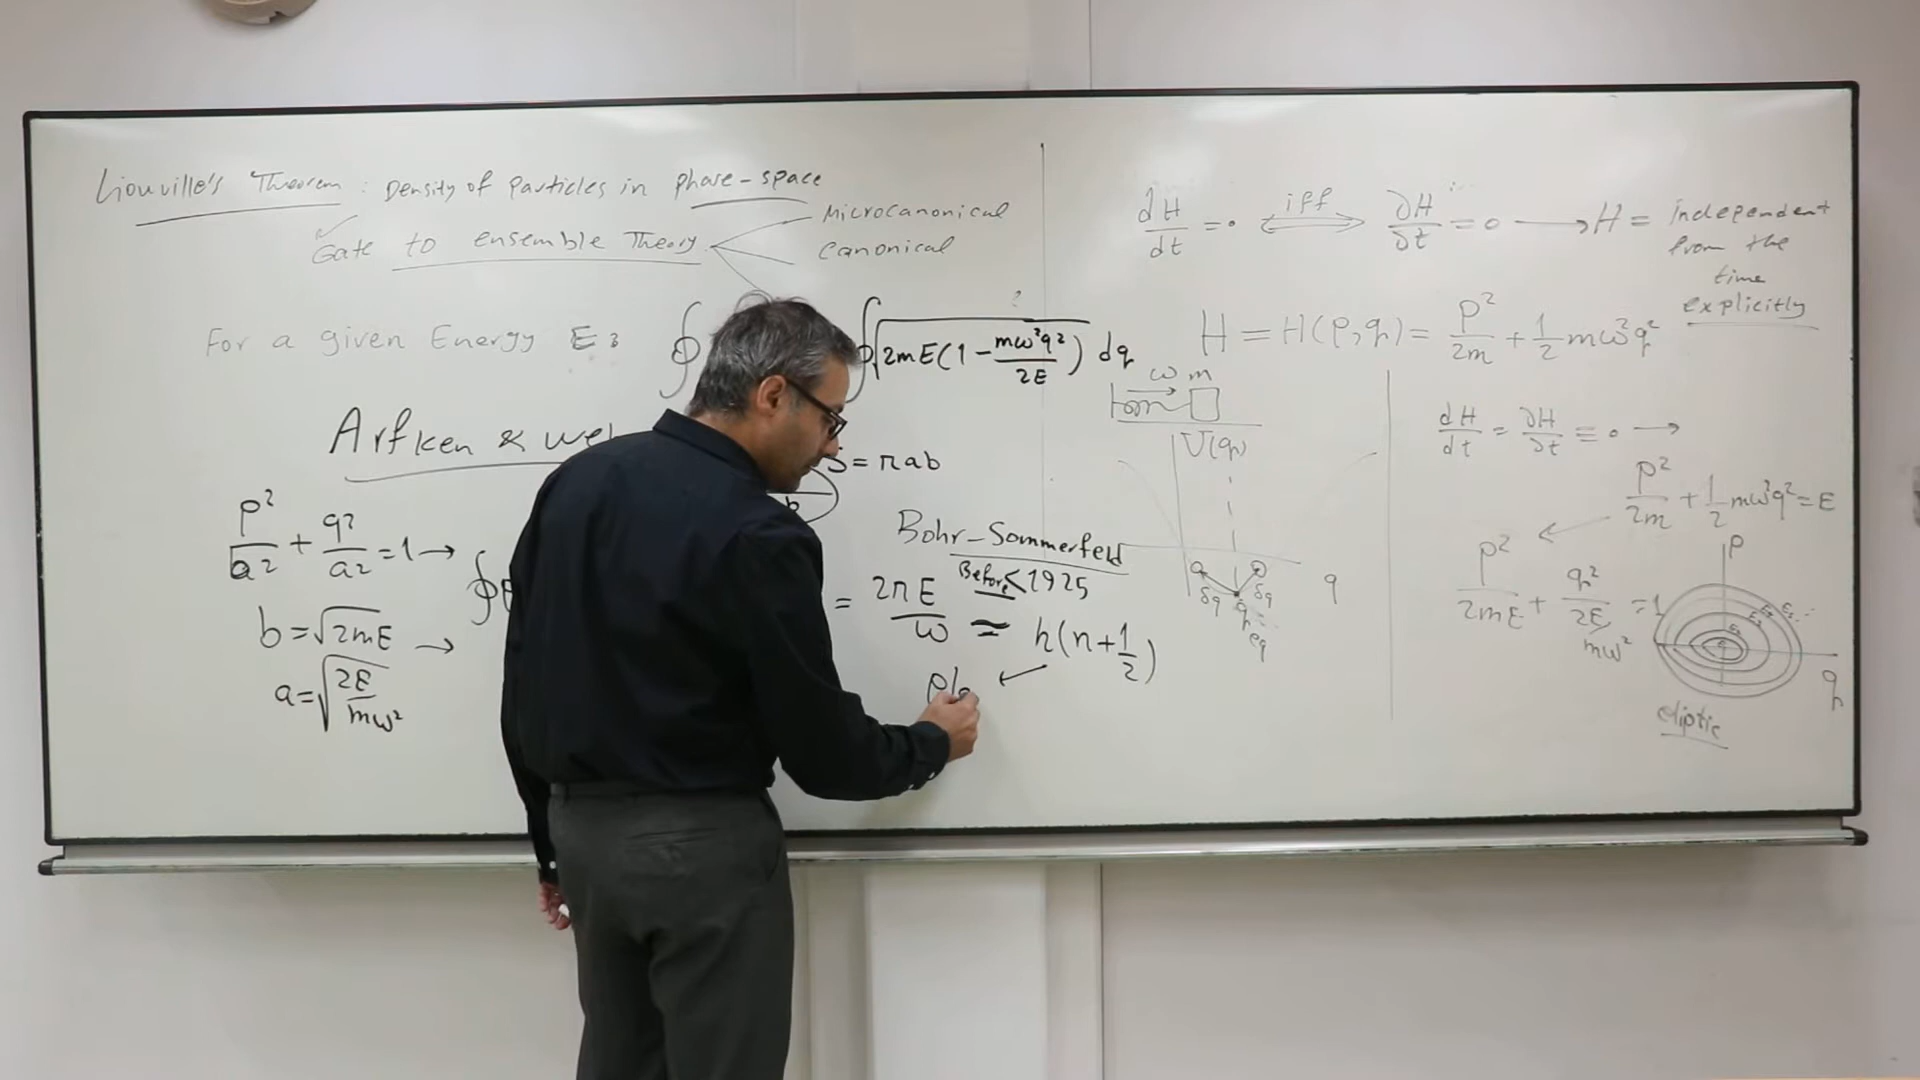 Liouville's Theorem: Density of Particles in phase-space
Gate to ensemble Theory
Microcanonical
Canonical
For a given Energy E:
∮ ∮√(2mE(1-mω²q²/2E)) dq
?
Arfken & We
S = πab
b
p²/b² + q²/a² = 1 →
∮
b = √2mE →
a = √(2E/mω²)
Bohr-Sommerfeld
Before < 1925
= 2πE/ω ≈ h(n+1/2)
dH/dt = 0 ⟺ iff ∂H/∂t = 0 → H = independent
from the
time
explicitly
H = H(p,q) = p²/2m + 1/2 mω²q²
ω m
U(q)
δq δq
q eq
q
dH/dt = ∂H/∂t = 0 →
p²/2m + 1/2 mω²q² = E
p²/2mE + q²/(2E/mω²) = 1
p
q
eliptic